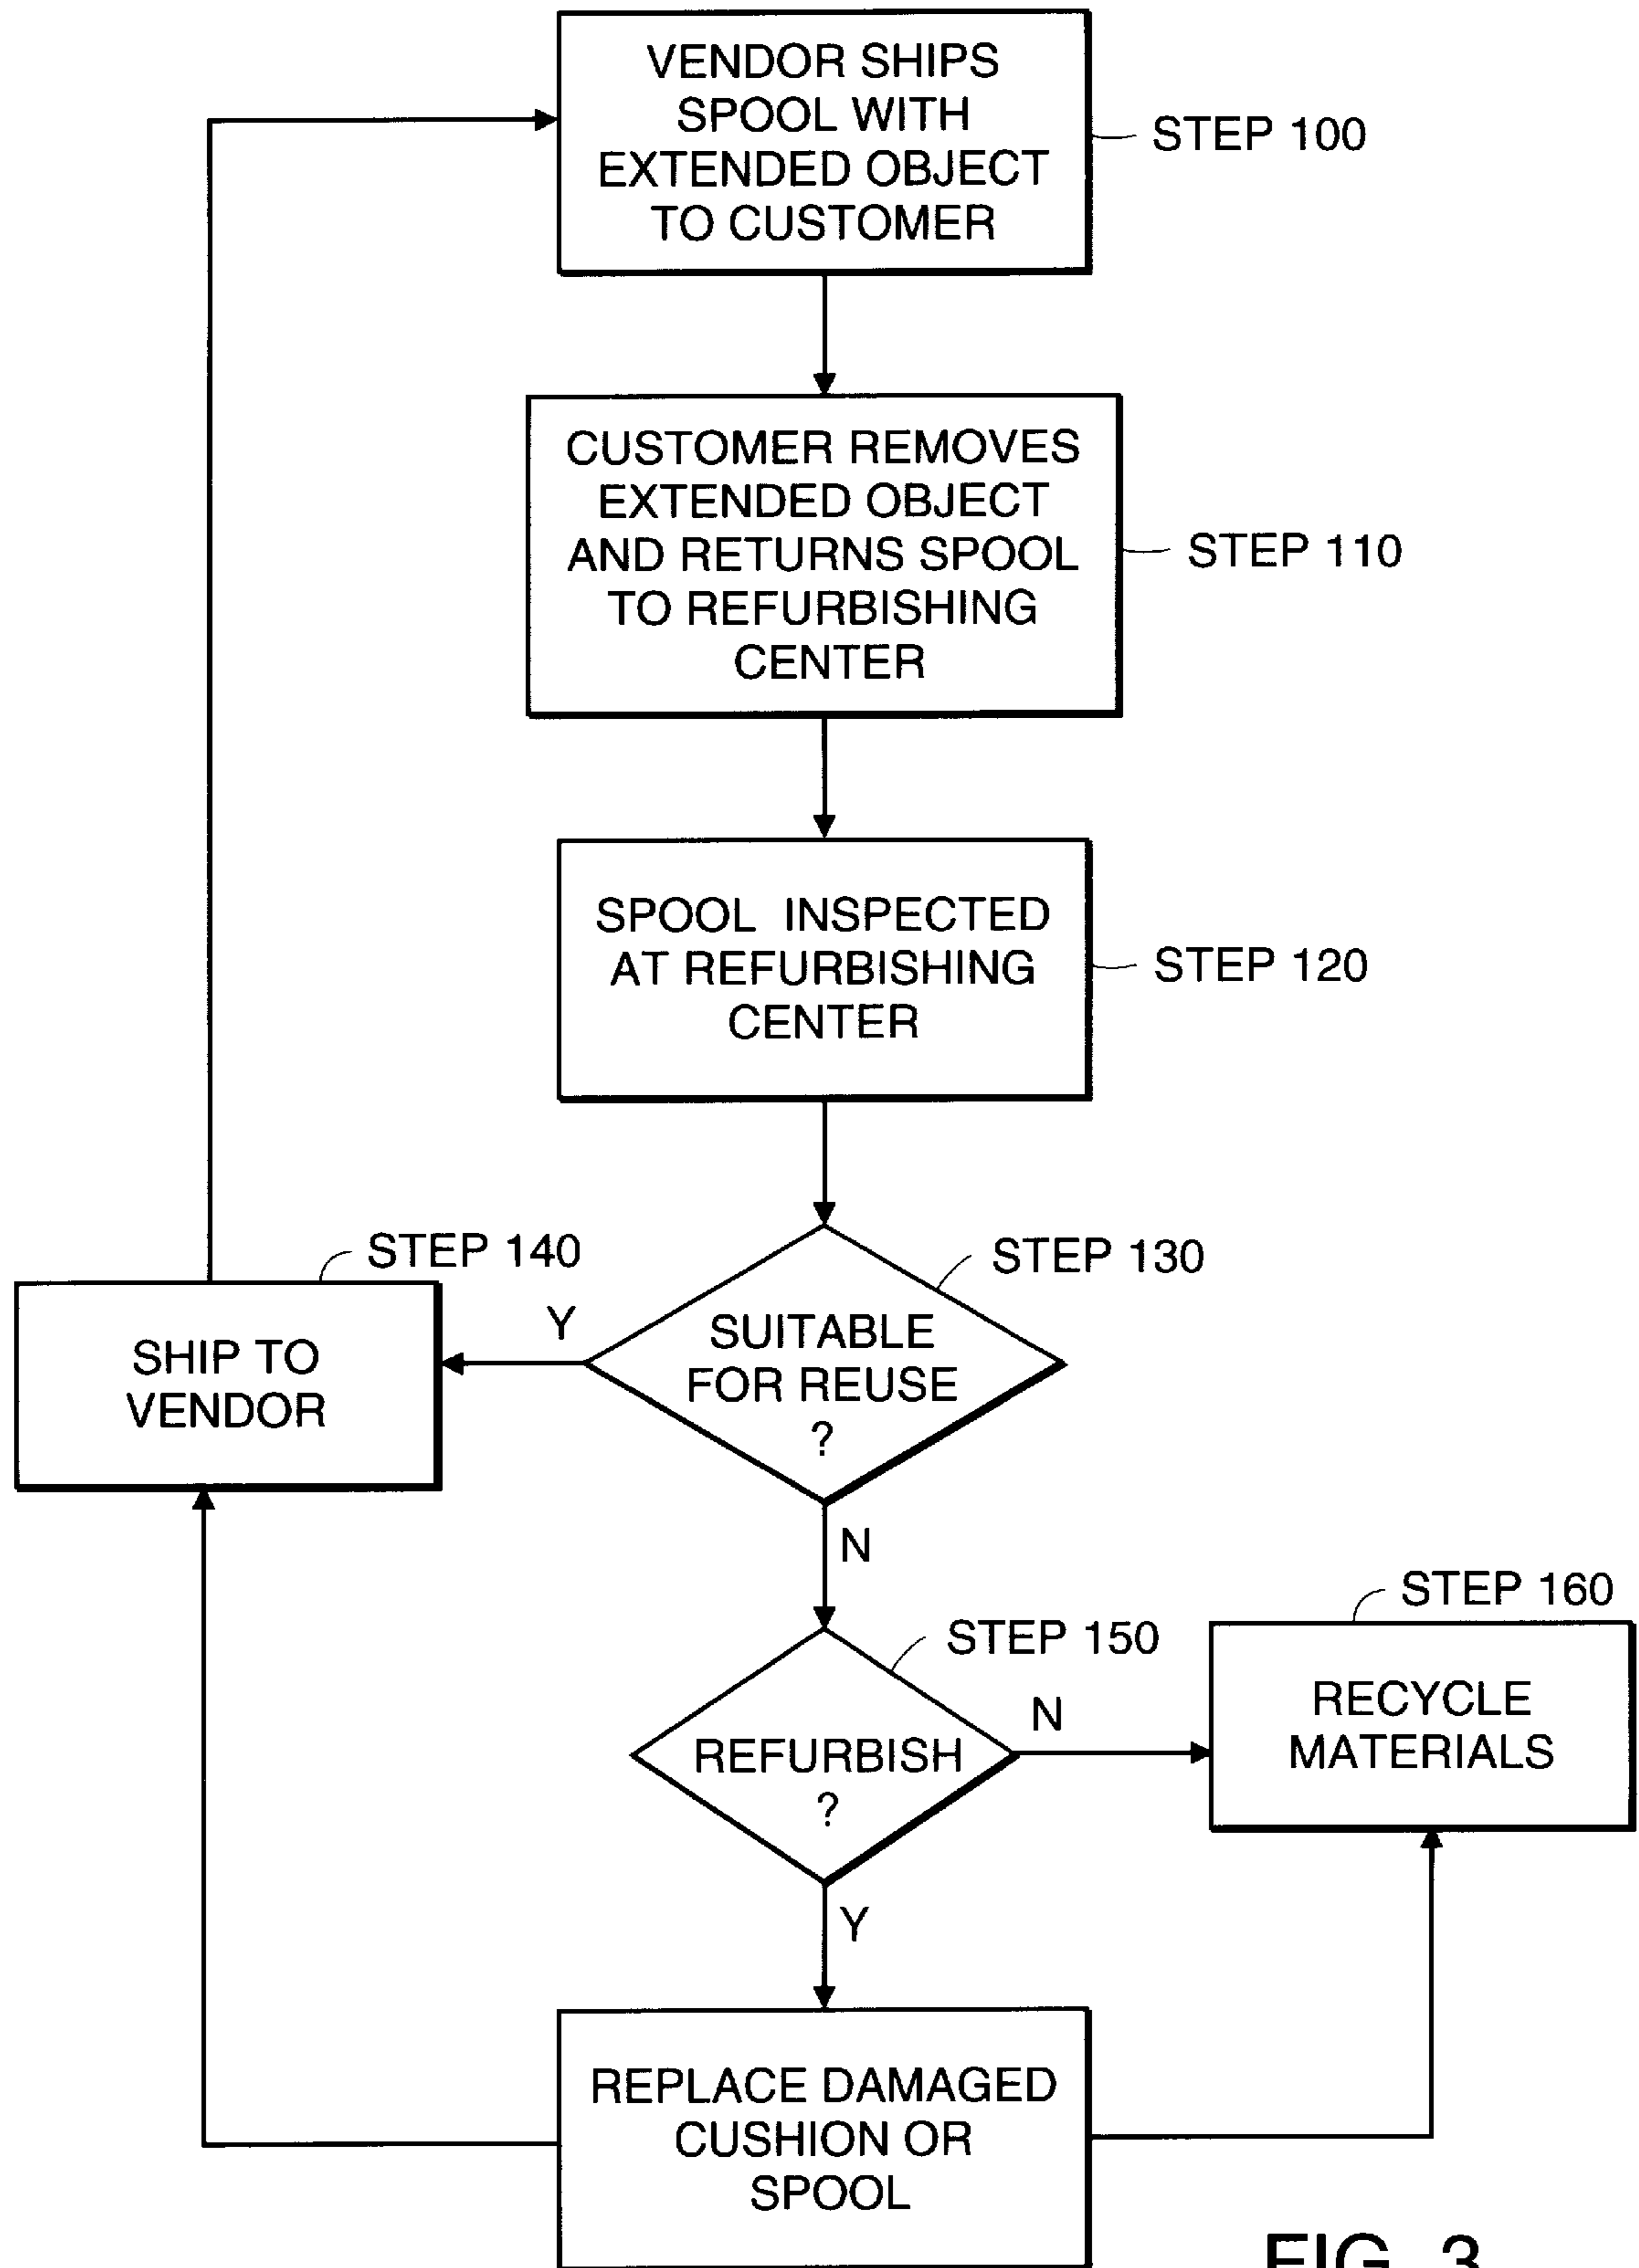 VENDOR SHIPS
SPOOL WITH
EXTENDED OBJECT
TO CUSTOMER
STEP 100
CUSTOMER REMOVES
EXTENDED OBJECT
AND RETURNS SPOOL
TO REFURBISHING
CENTER
STEP 110
SPOOL INSPECTED
AT REFURBISHING
CENTER
STEP 120
STEP 130
SUITABLE
FOR REUSE
?
Y
STEP 140
SHIP TO
VENDOR
N
STEP 150
REFURBISH
?
N
STEP 160
RECYCLE
MATERIALS
Y
REPLACE DAMAGED
CUSHION OR
SPOOL
FIG. 3